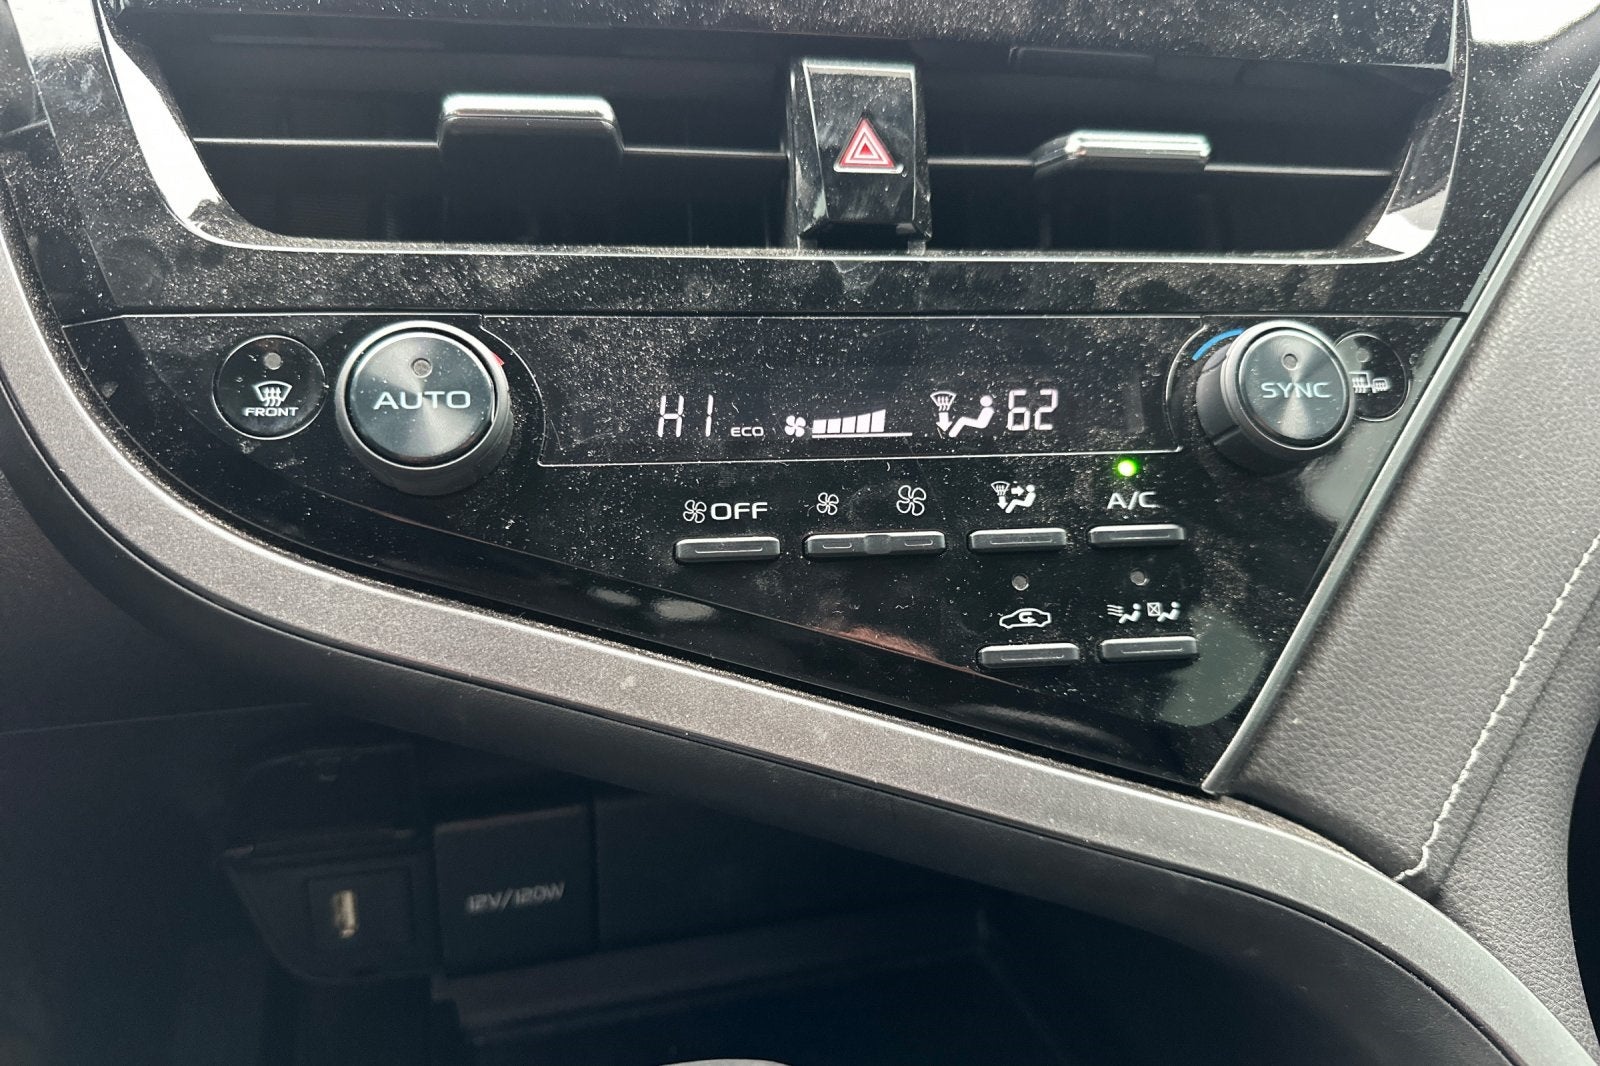 FRONT
AUTO
HI ECO 62
SYNC
OFF
A/C
12V/120W